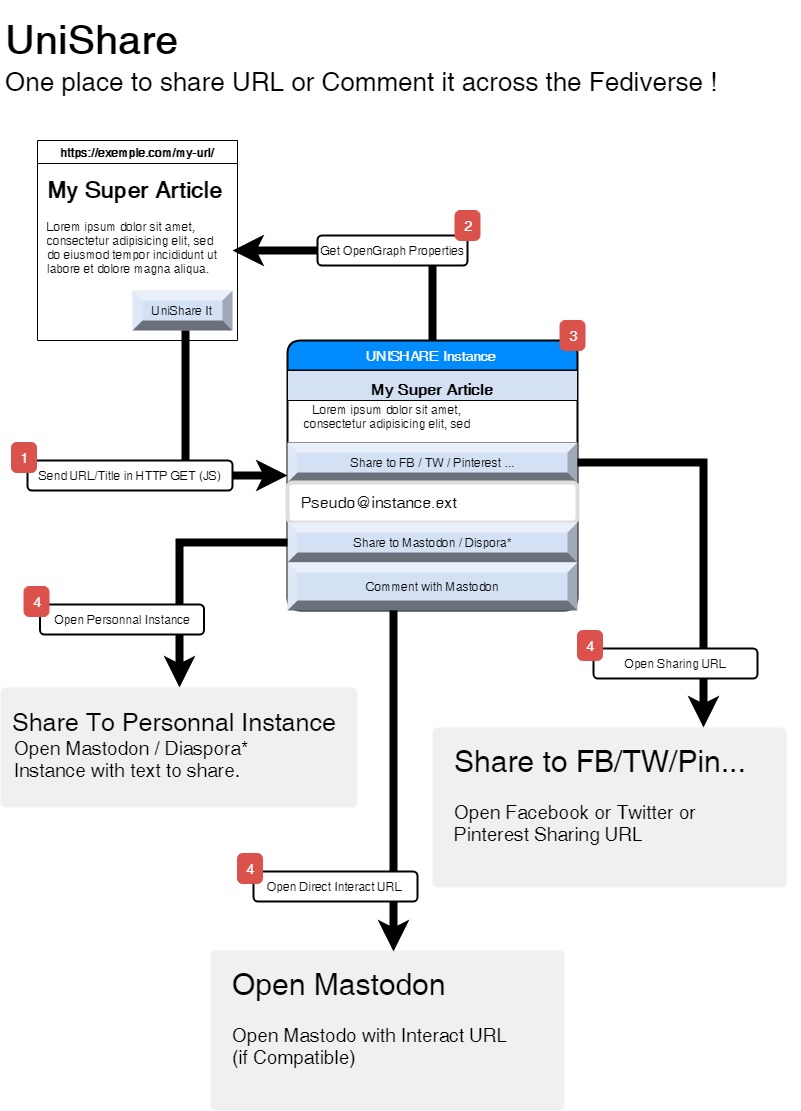 UniShare
One place to share URL or Comment it across the Fediverse !
https://exemple.com/my-url/
My Super Article
Lorem ipsum dolor sit amet,
consectetur adipisicing elit, sed
do eiusmod tempor incididunt ut
labore et dolore magna aliqua.
UniShare It
2
Get OpenGraph Properties
3
UNISHARE Instance
My Super Article
Lorem ipsum dolor sit amet,
consectetur adipisicing elit, sed
1
Send URL/Title in HTTP GET (JS)
Share to FB / TW / Pinterest ...
Pseudo@instance.ext
Share to Mastodon / Dispora*
Comment with Mastodon
4
Open Personnal Instance
4
Open Sharing URL
Share To Personnal Instance
Open Mastodon / Diaspora*
Instance with text to share.
Share to FB/TW/Pin...
Open Facebook or Twitter or
Pinterest Sharing URL
4
Open Direct Interact URL
Open Mastodon
Open Mastodo with Interact URL
(if Compatible)